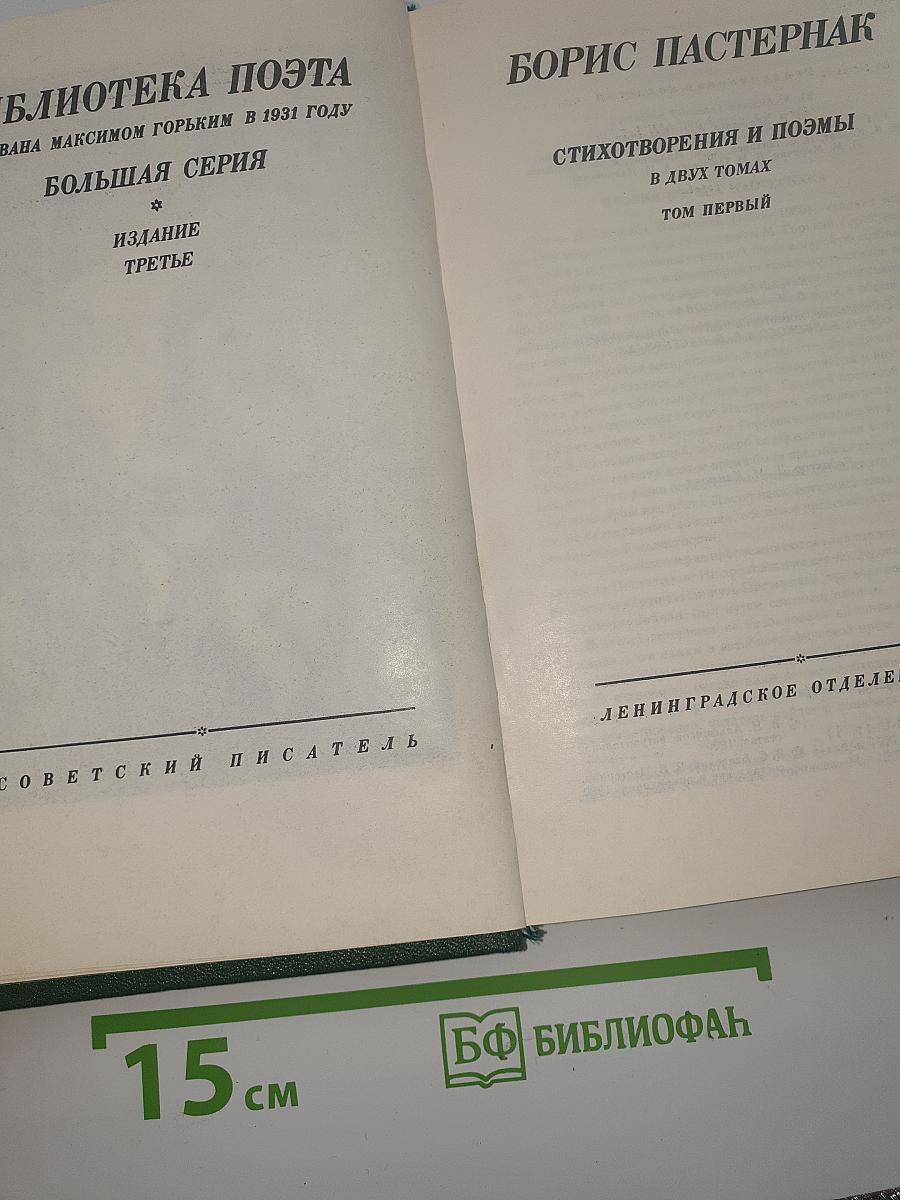 БЛИОТЕКА ПОЭТА
ВАНА МАКСИМОМ ГОРЬКИМ В 1931 ГОДУ
БОЛЬШАЯ СЕРИЯ
ИЗДАНИЕ
ТРЕТЬЕ
СОВЕТСКИЙ ПИСАТЕЛЬ
БОРИС ПАСТЕРНАК
СТИХОТВОРЕНИЯ И ПОЭМЫ
В ДВУХ ТОМАХ
ТОМ ПЕРВЫЙ
ЛЕНИНГРАДСКОЕ ОТДЕЛЕ
15 см
БФ БИБЛИОФАН